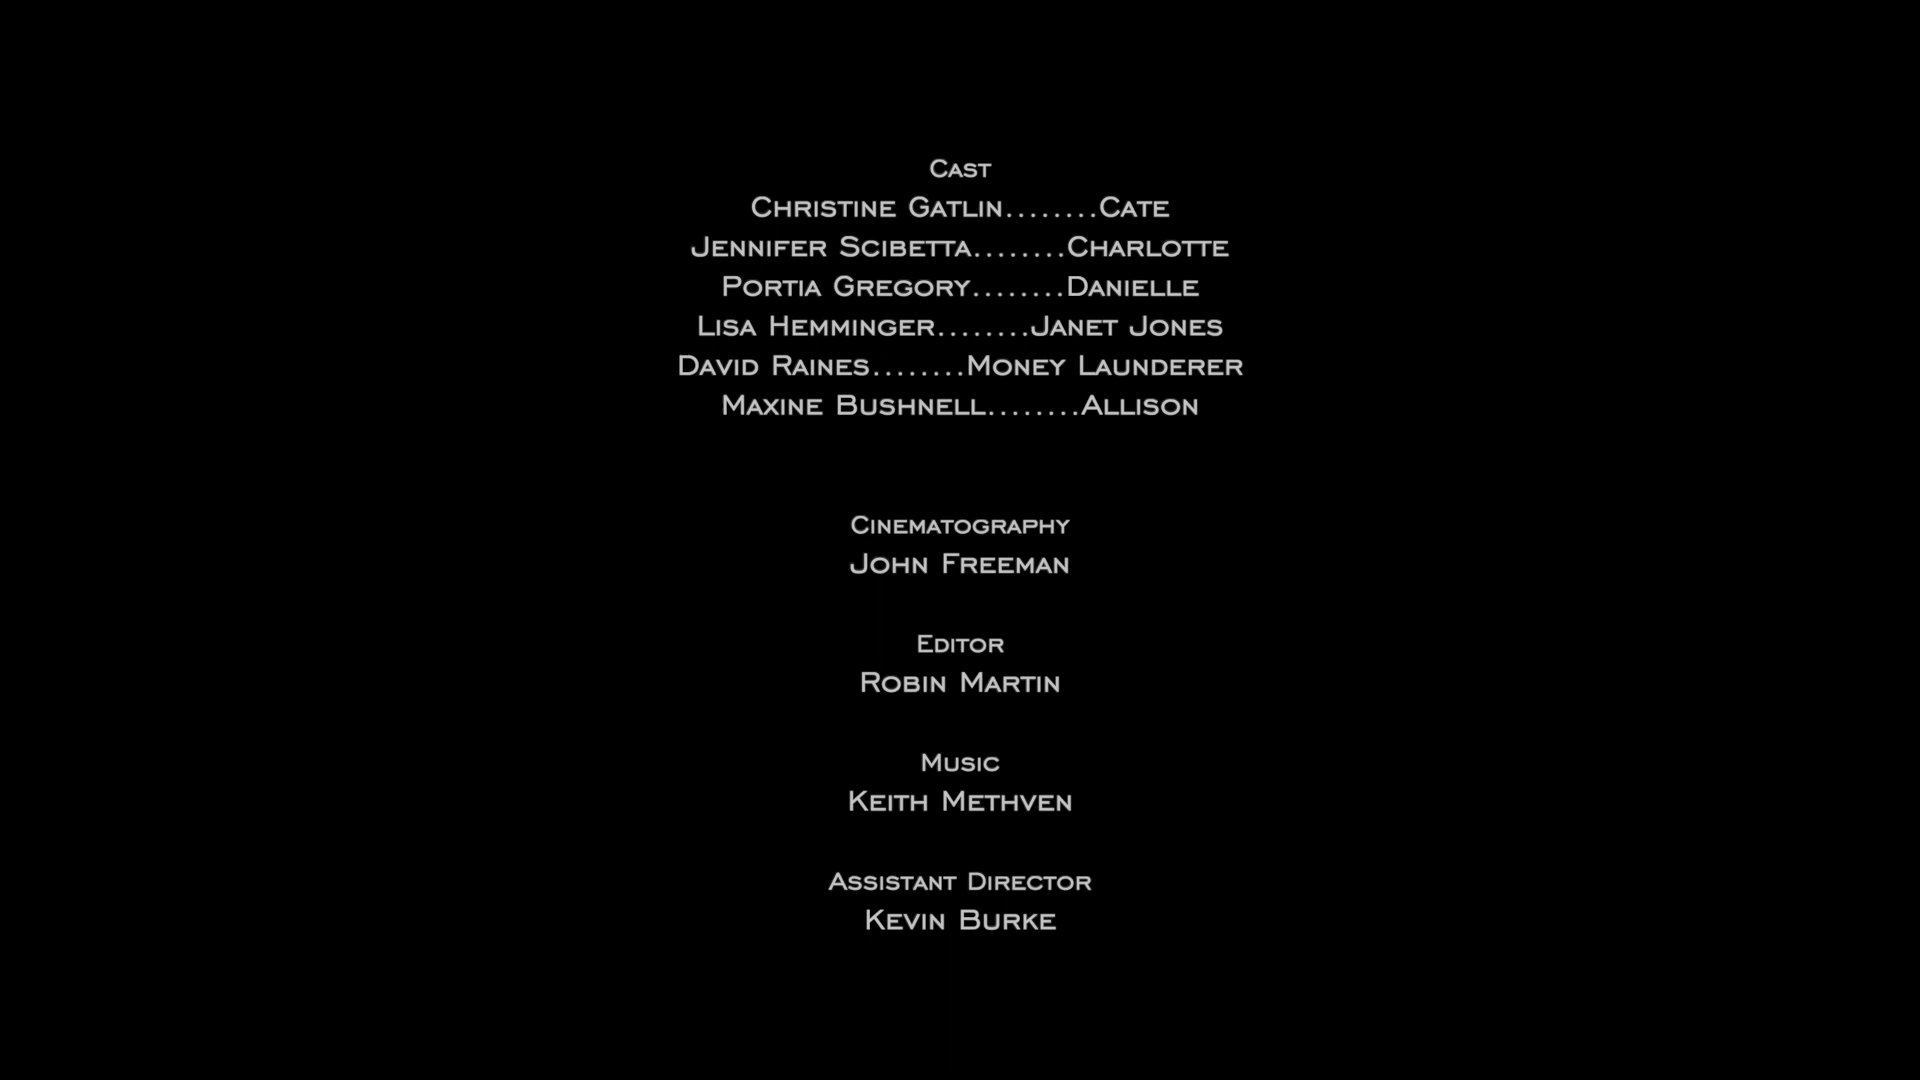 Cast
Christine Gatlin........Cate
Jennifer Scibetta........Charlotte
Portia Gregory........Danielle
Lisa Hemminger........Janet Jones
David Raines........Money Launderer
Maxine Bushnell........Allison
Cinematography
John Freeman
Editor
Robin Martin
Music
Keith Methven
Assistant Director
Kevin Burke